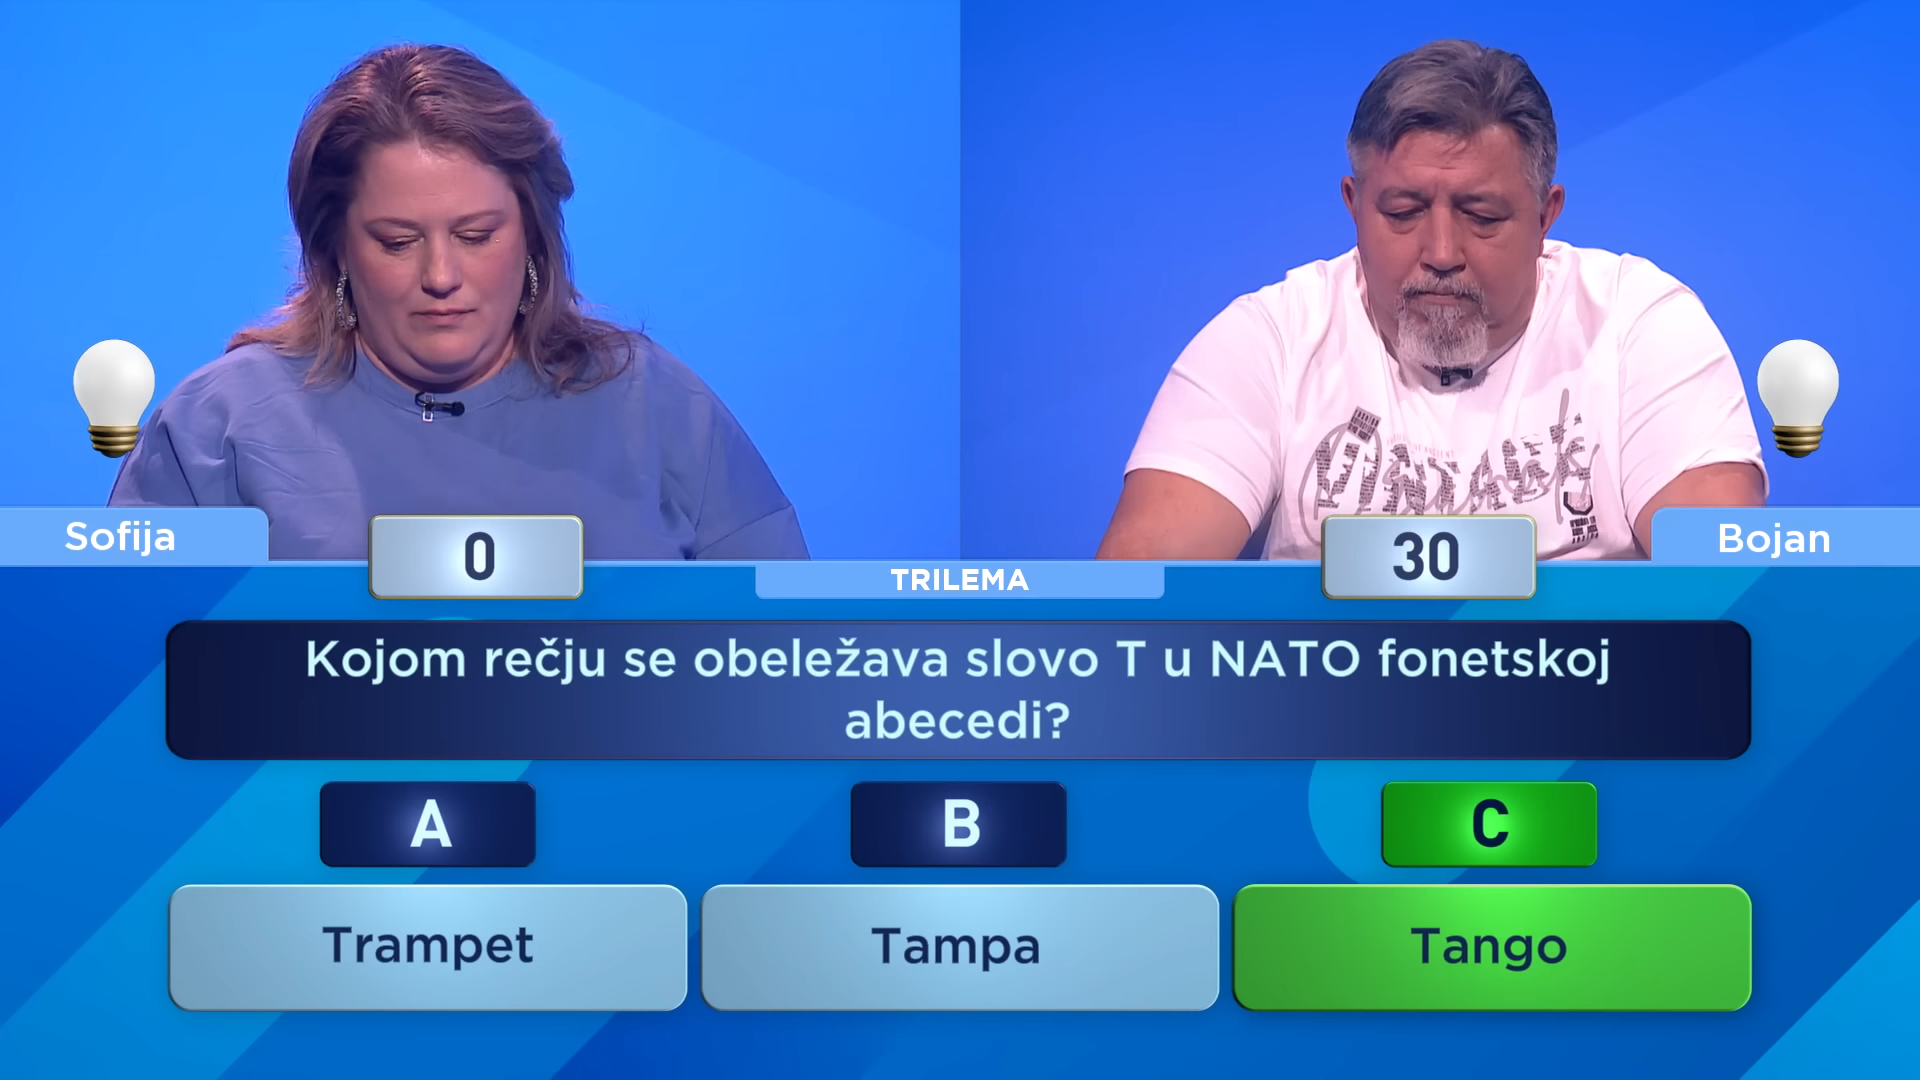 Sofija
0
TRILEMA
30
Bojan
Kojom rečju se obeležava slovo T u NATO fonetskoj
abecedi?
A
B
C
Trampet
Tampa
Tango